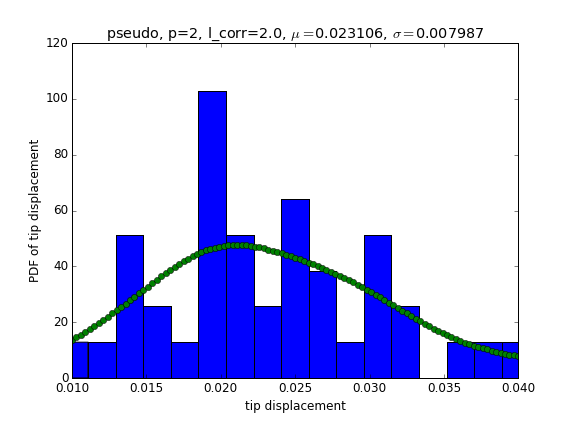 pseudo, p=2, l_corr=2.0, μ=0.023106, σ=0.007987
120
100
80
60
40
20
0
PDF of tip displacement
0.010 0.015 0.020 0.025 0.030 0.035 0.040
tip displacement